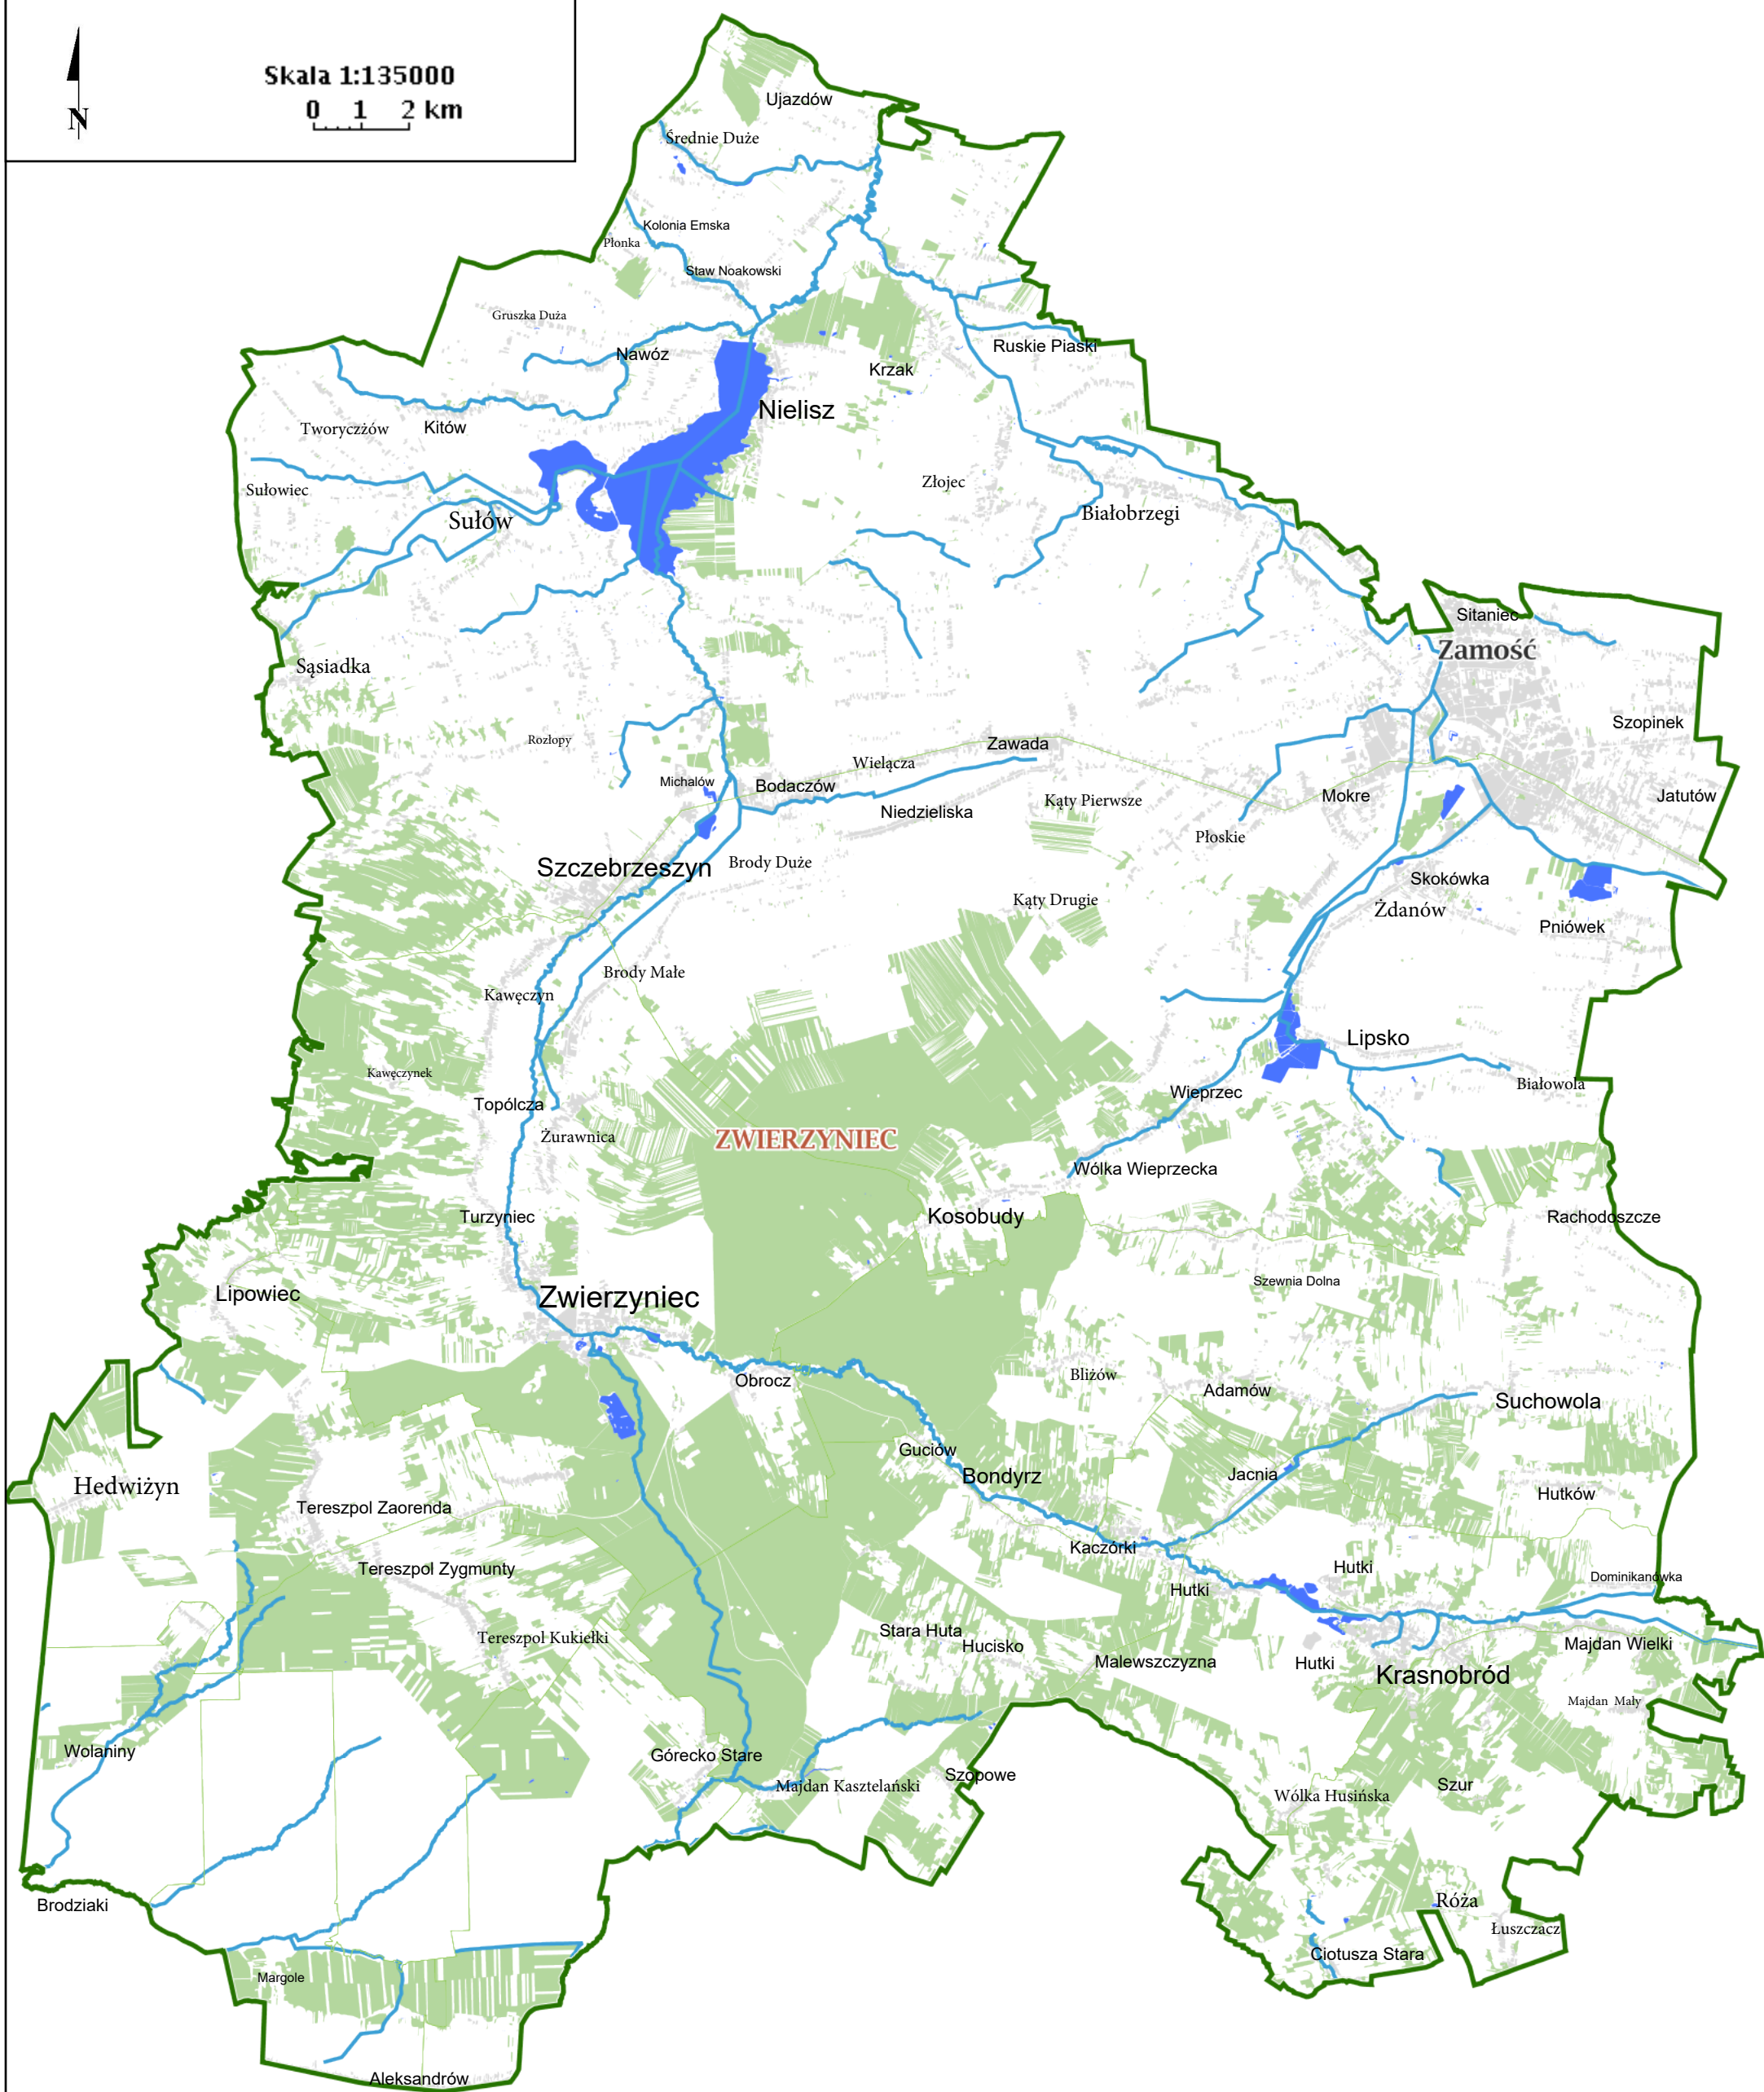 Skala 1:135000
0 1 2 km
N
Ujazdów
Średnie Duże
Kolonia Emska
Płonka
Staw Noakowski
Gruszka Duża
Nawóz
Ruskie Piaski
Krzak
Nielisz
Tworyczżów
Kitów
Sułowiec
Złojec
Sułów
Białobrzegi
Sitaniec
Zamość
Sąsiadka
Szopinek
Rozłopy
Zawada
Wielącza
Michalów
Bodaczów
Mokre
Jatutów
Kąty Pierwsze
Niedzieliska
Płoskie
Brody Duże
Szczebrzeszyn
Skokówka
Kąty Drugie
Żdanów
Pniówek
Brody Małe
Kawęczyn
Lipsko
Kawęczynek
Białowola
Wieprzec
Topólcza
Żurawnica
ZWIERZYNIEC
Wólka Wieprzecka
Turzyniec
Kosobudy
Rachodoszcze
Szewnia Dolna
Lipowiec
Zwierzyniec
Bliżów
Obrocz
Adamów
Suchowola
Guciów
Bondyrz
Jacnia
Hedwiżyn
Hutków
Tereszpol Zaorenda
Kaczórki
Tereszpol Zygmunty
Hutki
Dominikanówka
Hutki
Stara Huta
Tereszpol Kukiełki
Hucisko
Majdan Wielki
Malewszczyzna
Hutki
Krasnobród
Majdan Mały
Wolaniny
Górecko Stare
Szopowe
Majdan Kasztelański
Szur
Wólka Husińska
Róża
Brodziaki
Łuszczacz
Ciotusza Stara
Margole
Aleksandrów